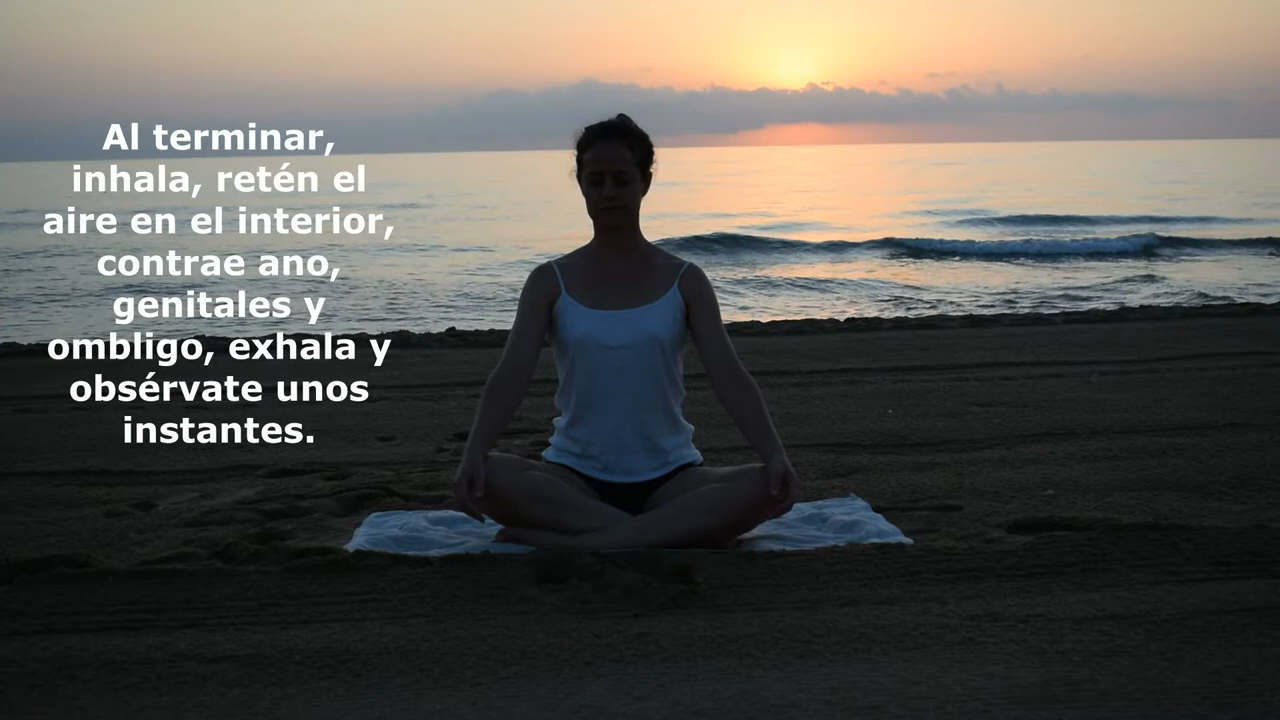 Al terminar,
inhala, retén el
aire en el interior,
contrae ano,
genitales y
ombligo, exhala y
obsérvate unos
instantes.